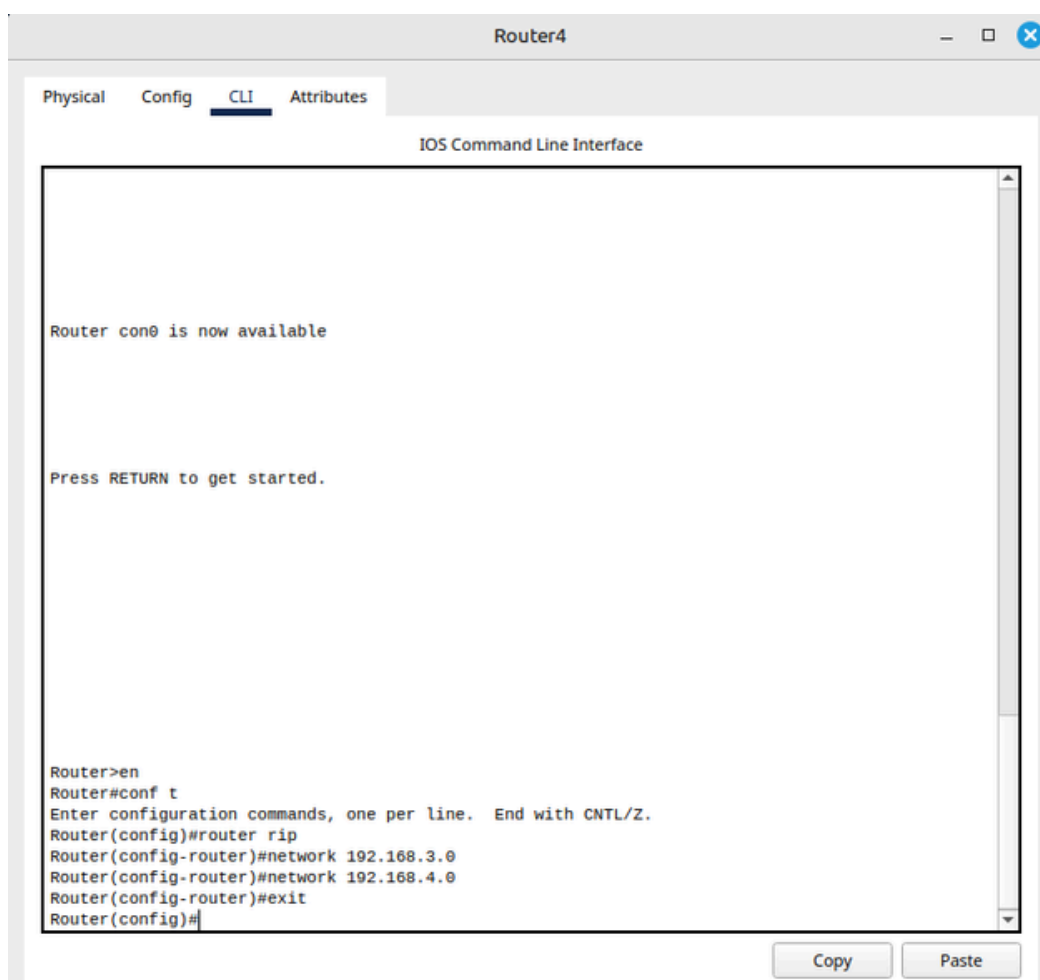 Router4
Physical Config CLI Attributes
IOS Command Line Interface
Router con0 is now available
Press RETURN to get started.
Router>en
Router#conf t
Enter configuration commands, one per line.  End with CNTL/Z.
Router(config)#router rip
Router(config-router)#network 192.168.3.0
Router(config-router)#network 192.168.4.0
Router(config-router)#exit
Router(config)#
Copy Paste